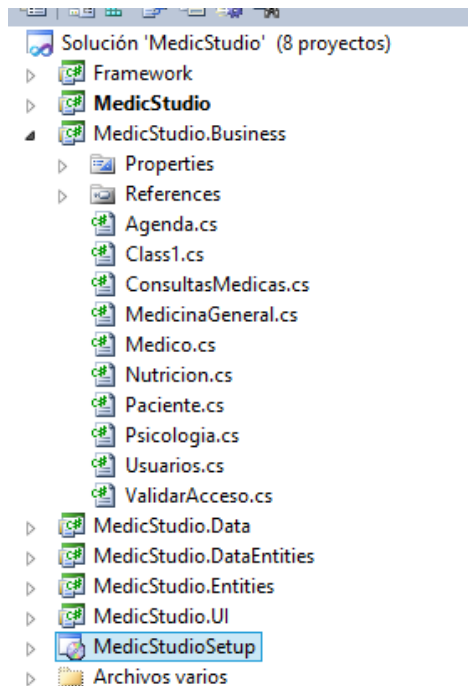 Solución 'MedicStudio' (8 proyectos)
Framework
MedicStudio
MedicStudio.Business
Properties
References
Agenda.cs
Class1.cs
ConsultasMedicas.cs
MedicinaGeneral.cs
Medico.cs
Nutricion.cs
Paciente.cs
Psicologia.cs
Usuarios.cs
ValidarAcceso.cs
MedicStudio.Data
MedicStudio.DataEntities
MedicStudio.Entities
MedicStudio.UI
MedicStudioSetup
Archivos varios